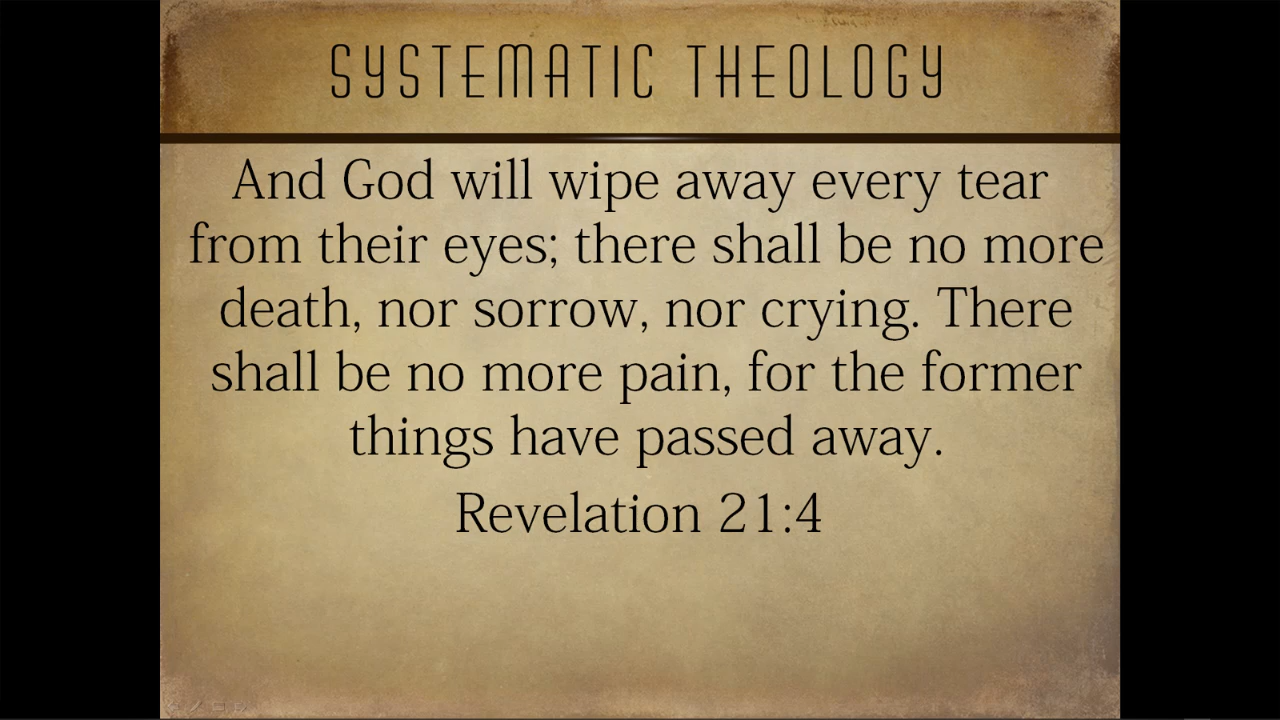 SYSTEMATIC THEOLOGY
And God will wipe away every tear
from their eyes; there shall be no more
death, nor sorrow, nor crying. There
shall be no more pain, for the former
things have passed away.
Revelation 21:4